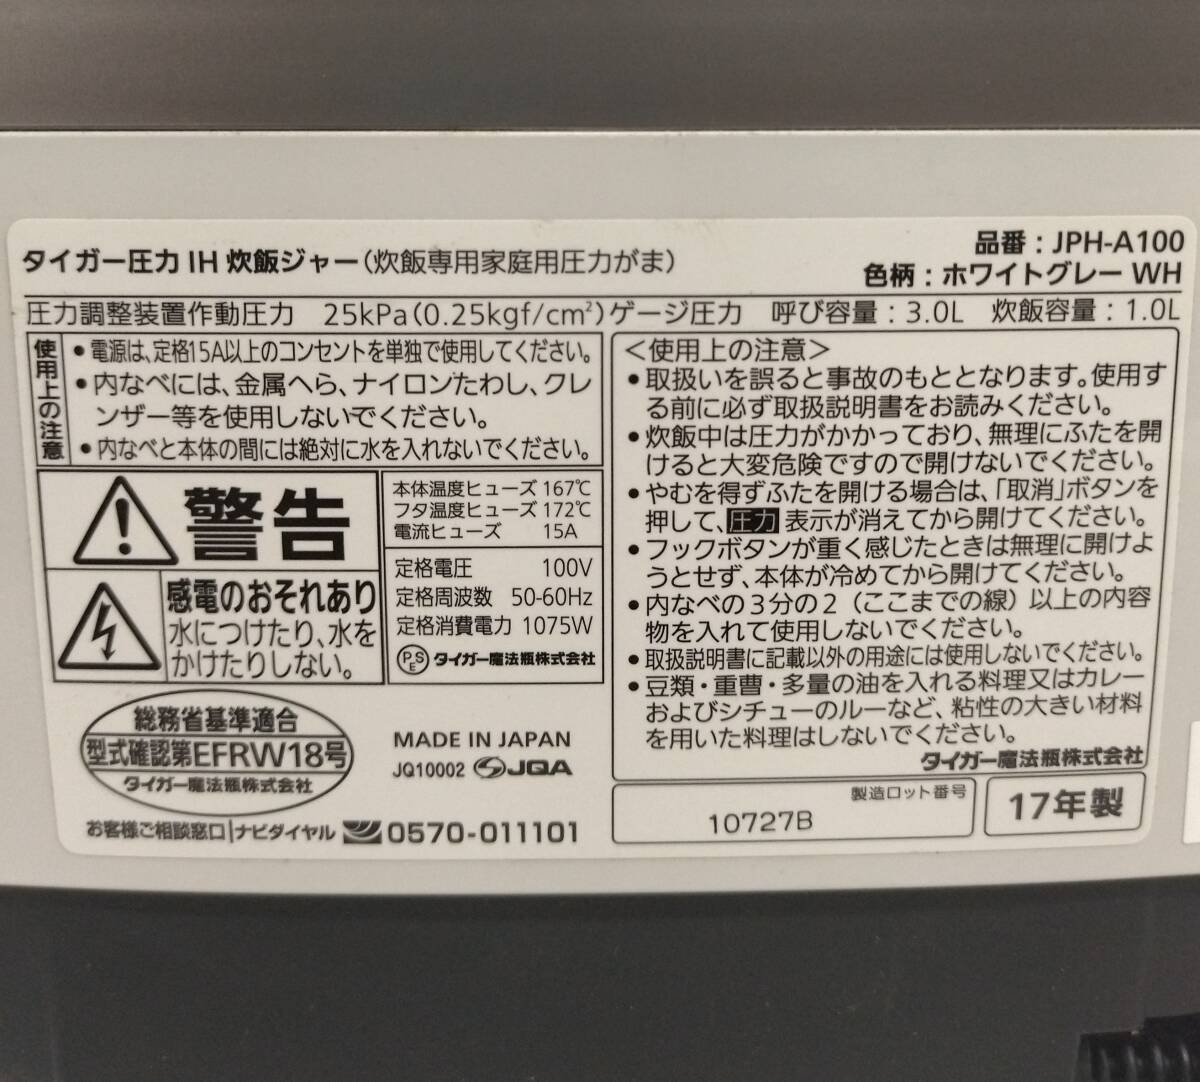 タイガー圧力IH炊飯ジャー(炊飯専用家庭用圧力がま)
品番:JPH-A100
色柄:ホワイトグレーWH
圧力調整装置作動圧力 25kPa(0.25kgf/cm²)ゲージ圧力 呼び容量:3.0L 炊飯容量:1.0L
使用上の注意
●電源は、定格15A以上のコンセントを単独で使用してください。
●内なべには、金属へら、ナイロンたわし、クレ
ンザー等を使用しないでください。
●内なべと本体の間には絶対に水を入れないでください。
警告
感電のおそれあり
水につけたり、水を
かけたりしない。
本体温度ヒューズ 167℃
フタ温度ヒューズ 172℃
電流ヒューズ 15A
定格電圧 100V
定格周波数 50-60Hz
定格消費電力 1075W
PSE タイガー魔法瓶株式会社
総務省基準適合
型式確認第EFRW18号
タイガー魔法瓶株式会社
MADE IN JAPAN
JQ10002 JQA
お客様ご相談窓口|ナビダイヤル 0570-011101
<使用上の注意>
●取扱いを誤ると事故のもととなります。使用す
る前に必ず取扱説明書をお読みください。
●炊飯中は圧力がかかっており、無理にふたを開
けると大変危険ですので開けないでください。
●やむを得ずふたを開ける場合は、「取消」ボタンを
押して、圧力 表示が消えてから開けてください。
●フックボタンが重く感じたときは無理に開けよ
うとせず、本体が冷めてから開けてください。
●内なべの3分の2(ここまでの線)以上の内容
物を入れて使用しないでください。
●取扱説明書に記載以外の用途には使用しないでください。
●豆類・重曹・多量の油を入れる料理又はカレー
およびシチューのルーなど、粘性の大きい材料
を用いた料理はしないでください。
タイガー魔法瓶株式会社
製造ロット番号
10727B
17年製